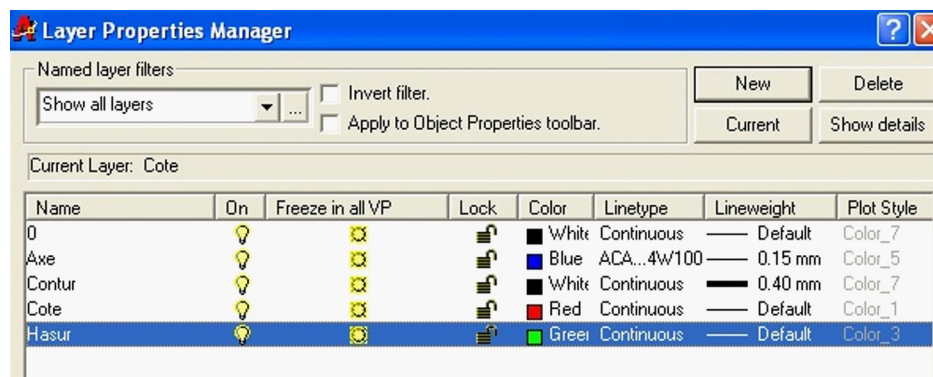 Layer Properties Manager
Named layer filters
Show all layers
...
Invert filter.
Apply to Object Properties toolbar.
New
Delete
Current
Show details
Current Layer: Cote
Name On Freeze in all VP Lock Color Linetype Lineweight Plot Style
0 White Continuous Default Color_7
Axe Blue ACA...4W100 0.15 mm Color_5
Contur White Continuous 0.40 mm Color_7
Cote Red Continuous Default Color_1
Hasur Green Continuous Default Color_3